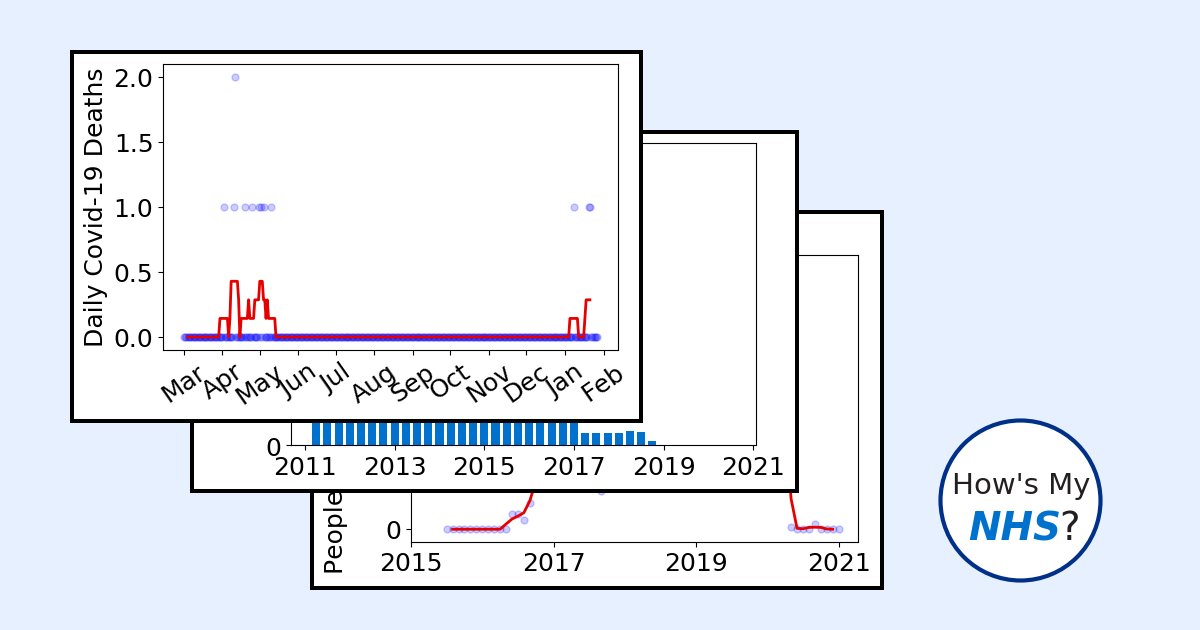 Daily Covid-19 Deaths
2.0
1.5
1.0
0.5
0.0
Mar Apr May Jun Jul Aug Sep Oct Nov Dec Jan Feb
0
2011 2013 2015 2017 2019 2021
People
0
2015 2017 2019 2021
How's My
NHS?